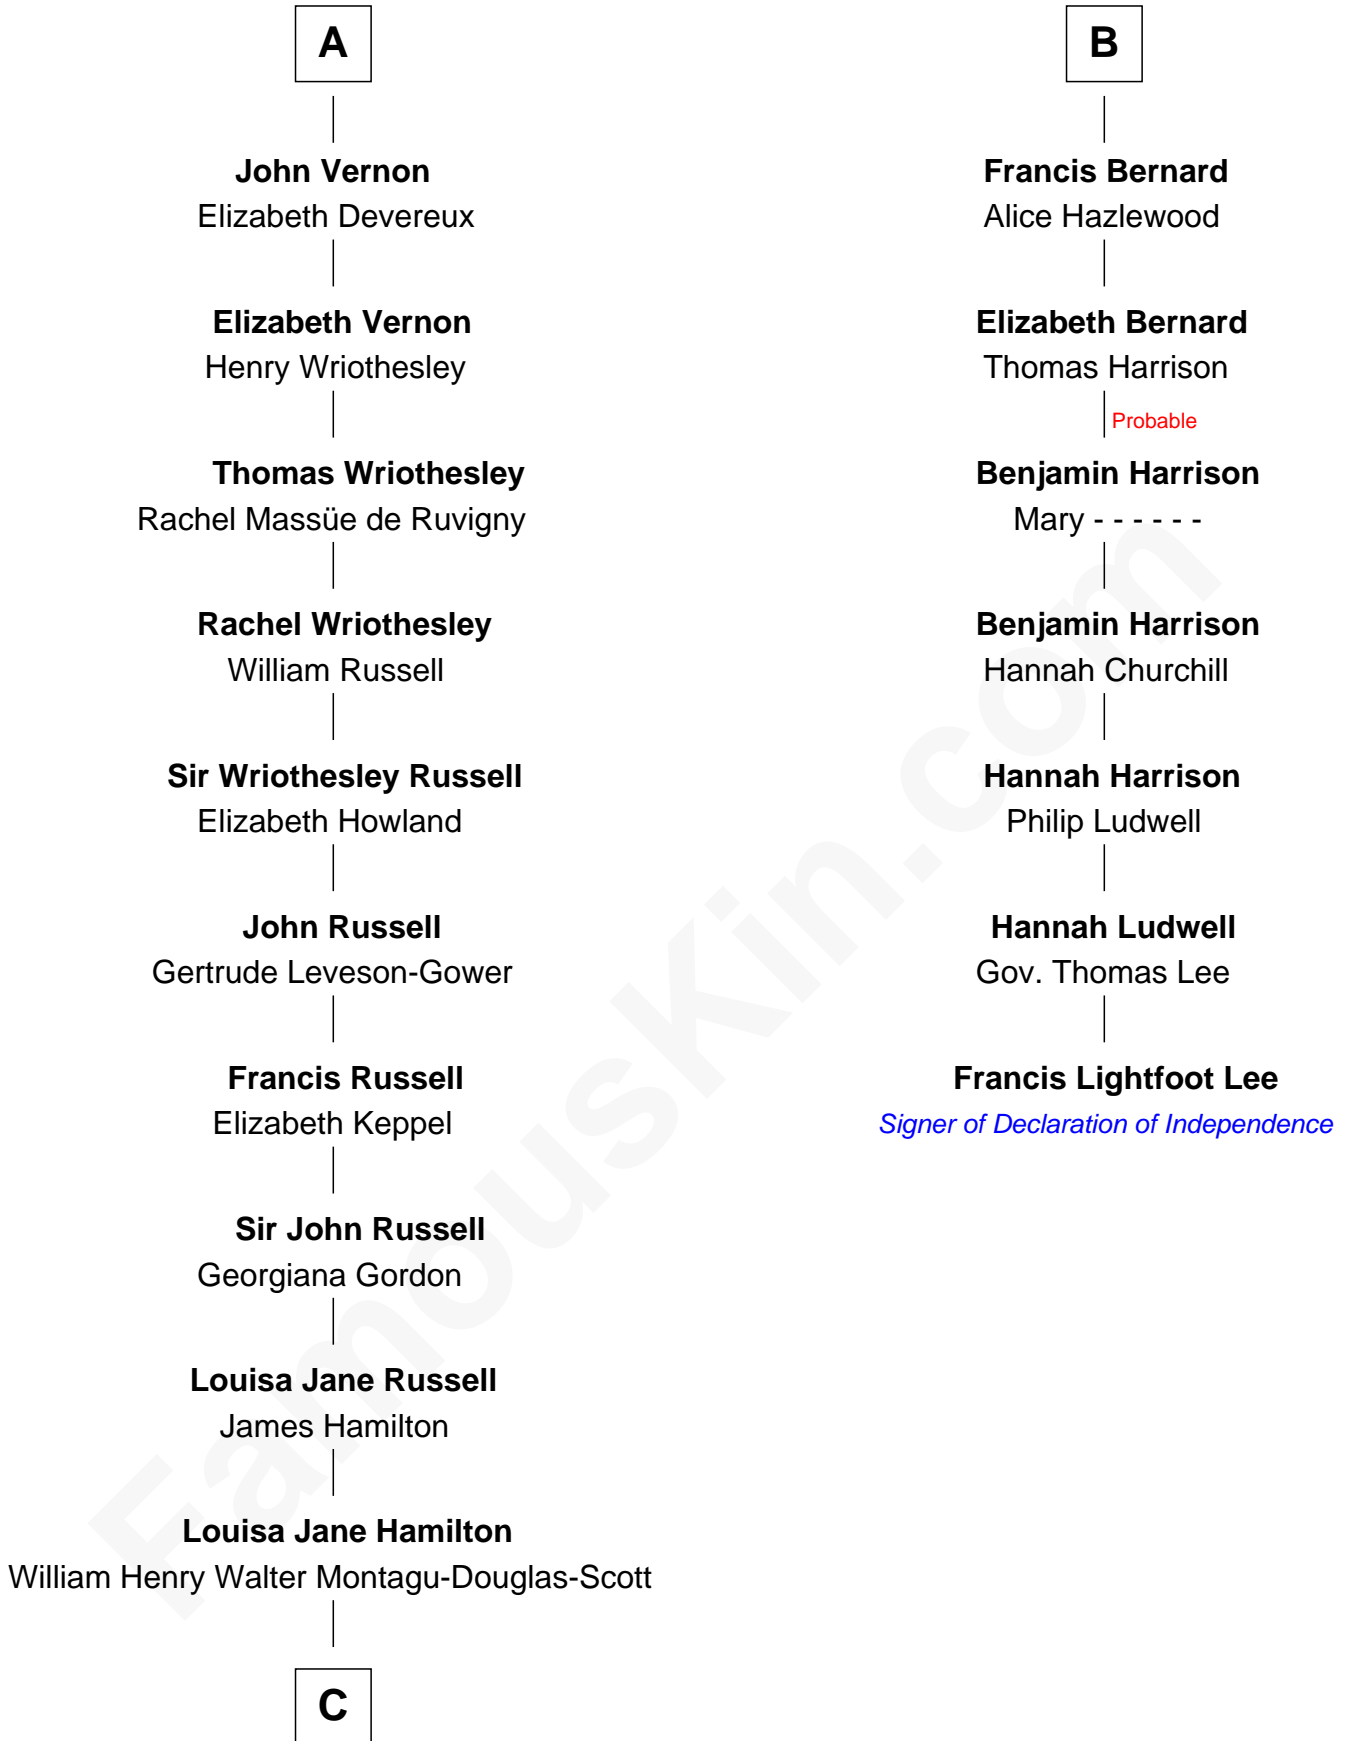 A
John Vernon
Elizabeth Devereux
Elizabeth Vernon
Henry Wriothesley
Thomas Wriothesley
Rachel Massüe de Ruvigny
Rachel Wriothesley
William Russell
Sir Wriothesley Russell
Elizabeth Howland
John Russell
Gertrude Leveson-Gower
Francis Russell
Elizabeth Keppel
Sir John Russell
Georgiana Gordon
Louisa Jane Russell
James Hamilton
Louisa Jane Hamilton
William Henry Walter Montagu-Douglas-Scott
C
B
Francis Bernard
Alice Hazlewood
Elizabeth Bernard
Thomas Harrison
Probable
Benjamin Harrison
Mary - - - - - -
Benjamin Harrison
Hannah Churchill
Hannah Harrison
Philip Ludwell
Hannah Ludwell
Gov. Thomas Lee
Francis Lightfoot Lee
Signer of Declaration of Independence
FamousKin.com